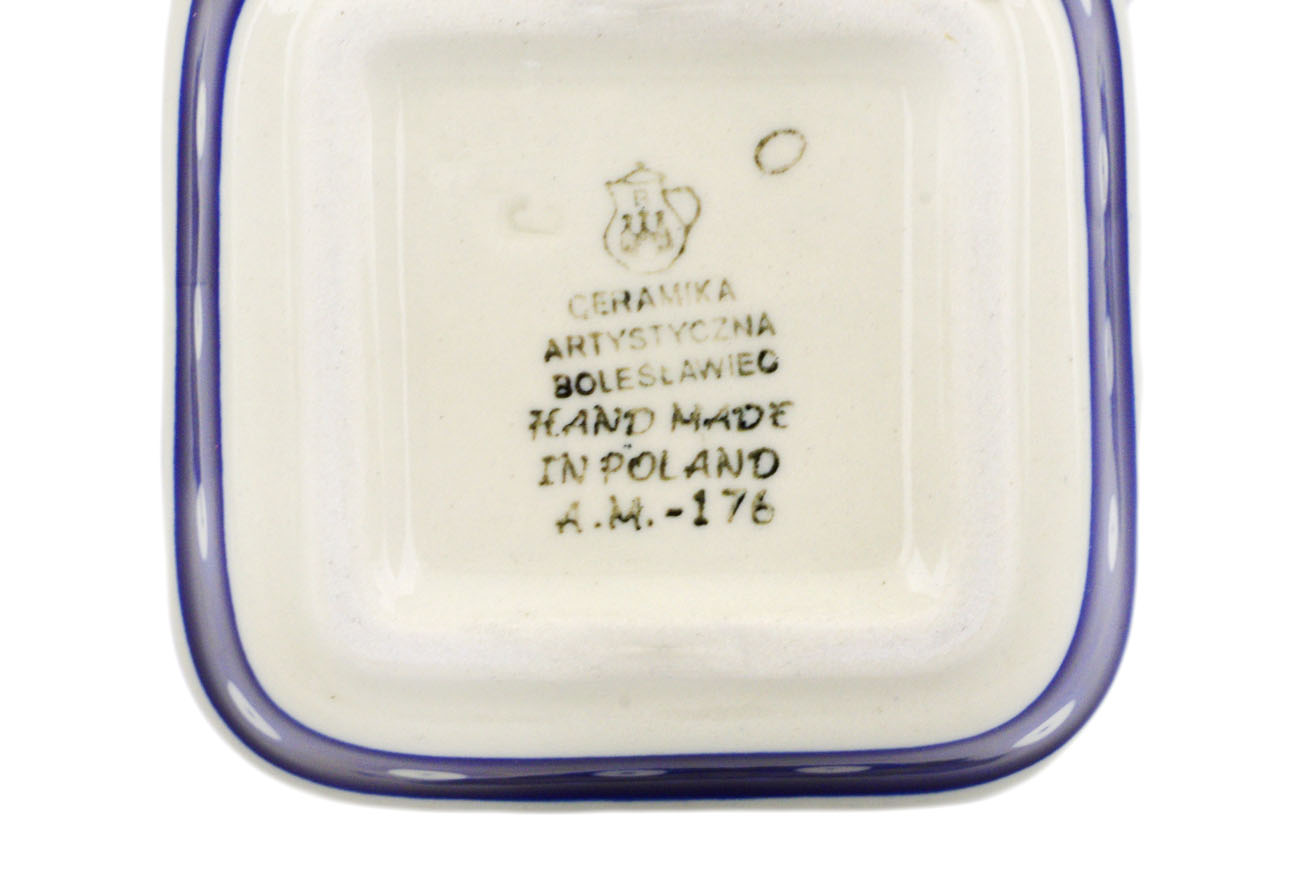 B
CERAMIKA
ARTYSTYCZNA
BOLESŁAWIEC
HAND MADE
IN POLAND
A.M.-176